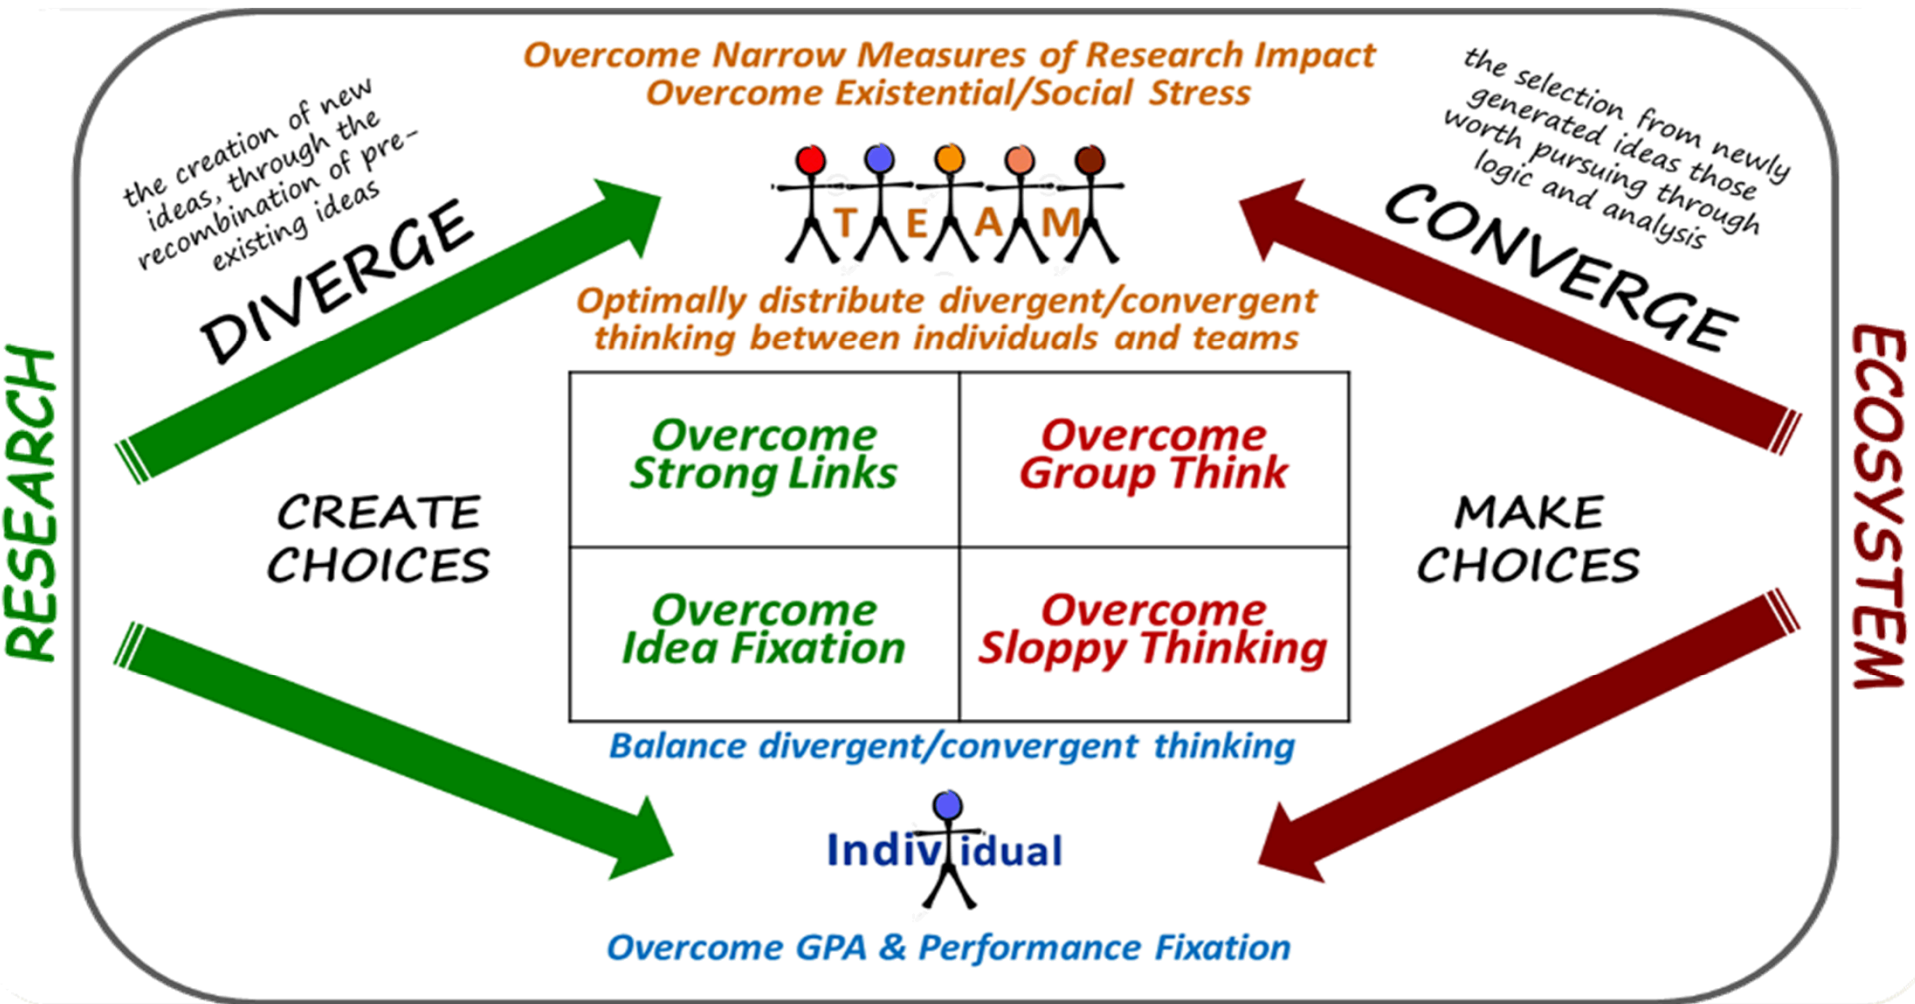 Overcome Narrow Measures of Research Impact
Overcome Existential/Social Stress
the creation of new
ideas, through the
recombination of pre-
existing ideas
DIVERGE
the selection from newly
generated ideas those
worth pursuing through
logic and analysis
CONVERGE
T E A M
Optimally distribute divergent/convergent
thinking between individuals and teams
RESEARCH
ECOSYSTEM
CREATE
CHOICES
Overcome
Strong Links
Overcome
Group Think
MAKE
CHOICES
Overcome
Idea Fixation
Overcome
Sloppy Thinking
Balance divergent/convergent thinking
Individual
Overcome GPA & Performance Fixation